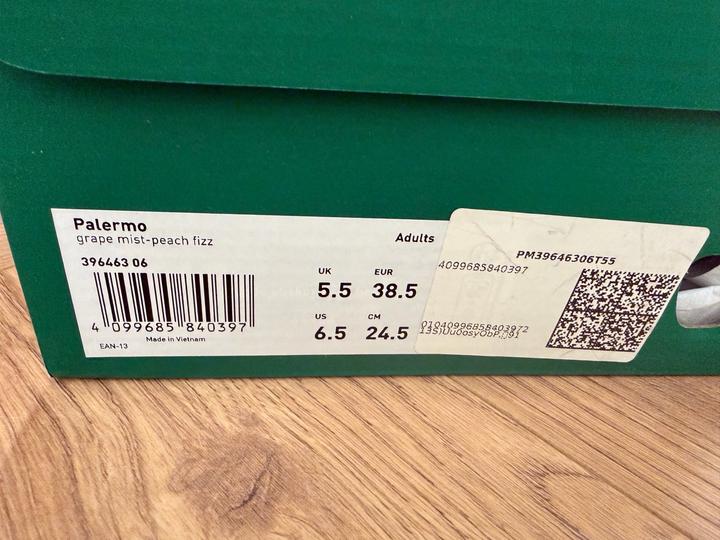 Palermo
grape mist-peach fizz
Adults
396463 06
4 099685 840397
EAN-13
Made in Vietnam
UK EUR
5.5 38.5
US CM
6.5 24.5
PM39646306T55
4099685840397
01040996858403972